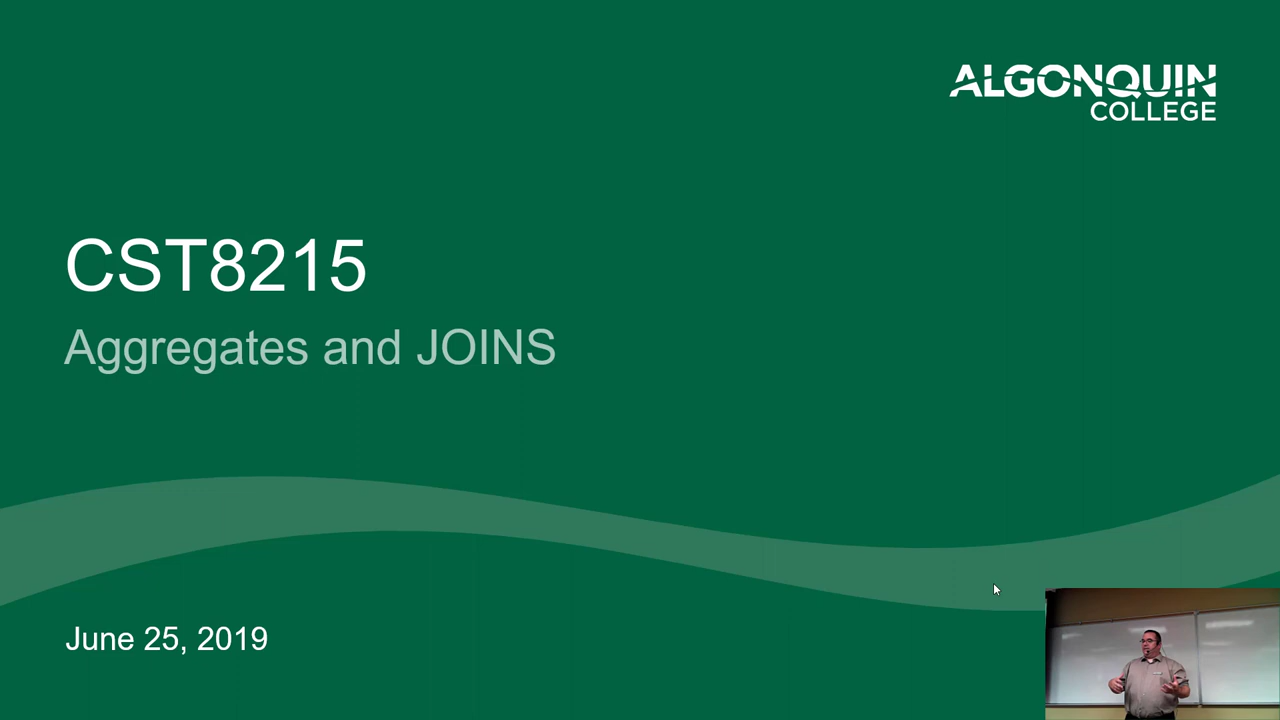 ALGONQUIN
COLLEGE
CST8215
Aggregates and JOINS
June 25, 2019